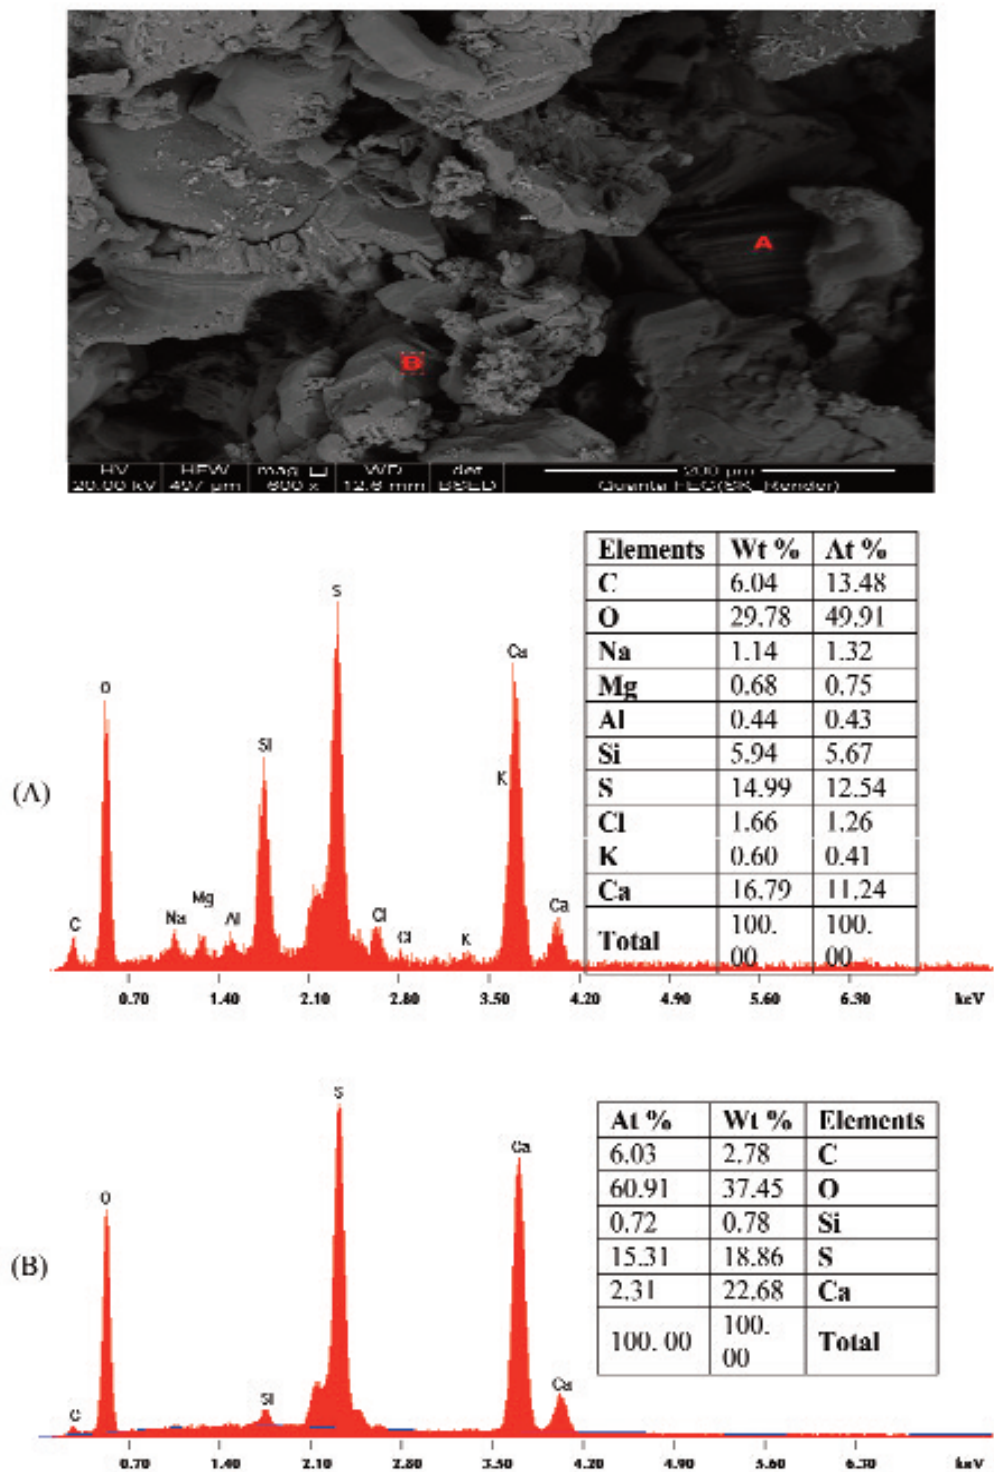 A
B
HV HFW mag WD det 200 µm
20.00 kV 497 µm 600 x 12.6 mm BSED Quanta FEG(SK_Render)
Elements Wt % At %
C 6.04 13.48
O 29.78 49.91
Na 1.14 1.32
Mg 0.68 0.75
Al 0.44 0.43
Si 5.94 5.67
S 14.99 12.54
Cl 1.66 1.26
K 0.60 0.41
Ca 16.79 11.24
Total 100. 00 100. 00
(A)
C O Na Mg Al Si S Cl Cl K K Ca Ca
0.70 1.40 2.10 2.80 3.50 4.20 4.90 5.60 6.30 keV
At % Wt % Elements
6.03 2.78 C
60.91 37.45 O
0.72 0.78 Si
15.31 18.86 S
2.31 22.68 Ca
100. 00 100. 00 Total
(B)
C O Si S Ca Ca
0.70 1.40 2.10 2.80 3.50 4.20 4.90 5.60 6.30 keV